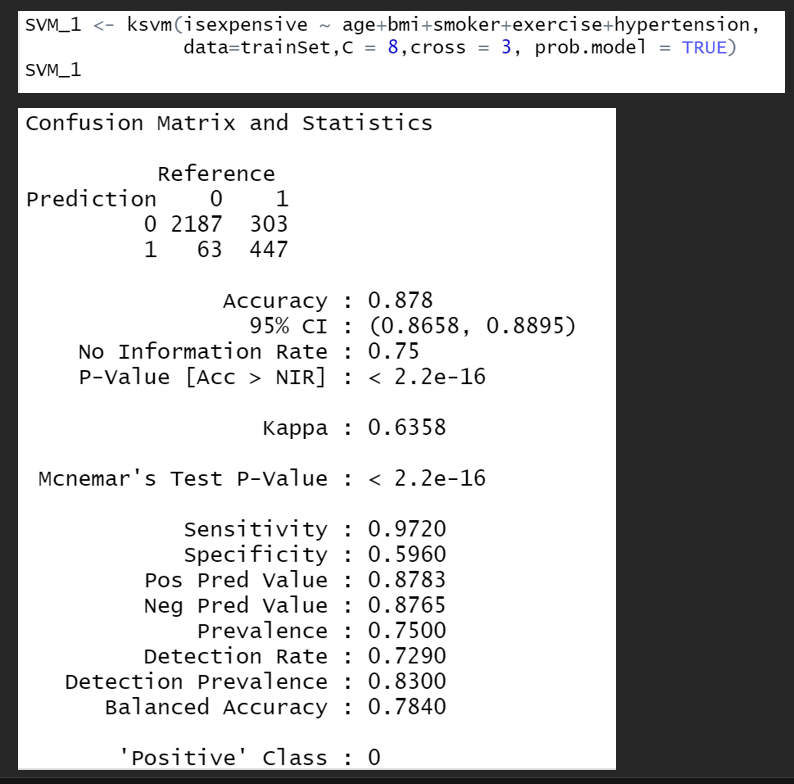 SVM_1 <- ksvm(isexpensive ~ age+bmi+smoker+exercise+hypertension,
data=trainSet,C = 8,cross = 3, prob.model = TRUE)
SVM_1
Confusion Matrix and Statistics
Reference
Prediction 0 1
0 2187 303
1 63 447
Accuracy : 0.878
95% CI : (0.8658, 0.8895)
No Information Rate : 0.75
P-Value [Acc > NIR] : < 2.2e-16
Kappa : 0.6358
Mcnemar's Test P-Value : < 2.2e-16
Sensitivity : 0.9720
Specificity : 0.5960
Pos Pred Value : 0.8783
Neg Pred Value : 0.8765
Prevalence : 0.7500
Detection Rate : 0.7290
Detection Prevalence : 0.8300
Balanced Accuracy : 0.7840
'Positive' Class : 0